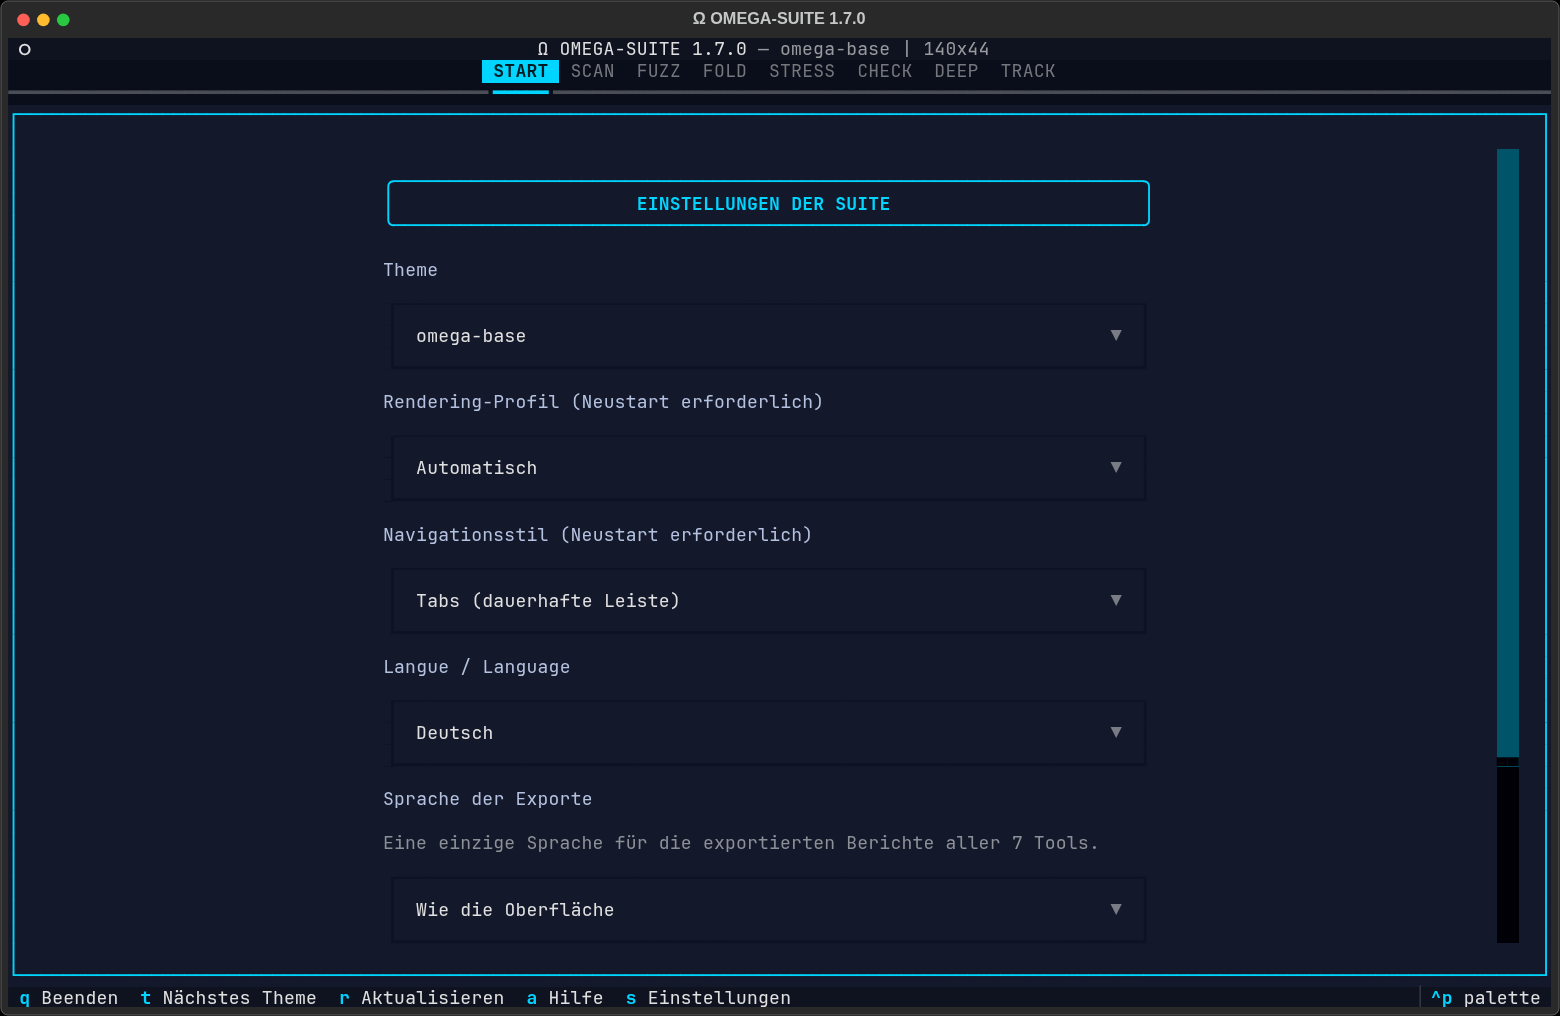 Ω OMEGA-SUITE 1.7.0
Ω OMEGA-SUITE 1.7.0 — omega-base | 140x44
START SCAN FUZZ FOLD STRESS CHECK DEEP TRACK
EINSTELLUNGEN DER SUITE
Theme
omega-base ▼
Rendering-Profil (Neustart erforderlich)
Automatisch ▼
Navigationsstil (Neustart erforderlich)
Tabs (dauerhafte Leiste) ▼
Langue / Language
Deutsch ▼
Sprache der Exporte
Eine einzige Sprache für die exportierten Berichte aller 7 Tools.
Wie die Oberfläche ▼
q Beenden t Nächstes Theme r Aktualisieren a Hilfe s Einstellungen ^p palette